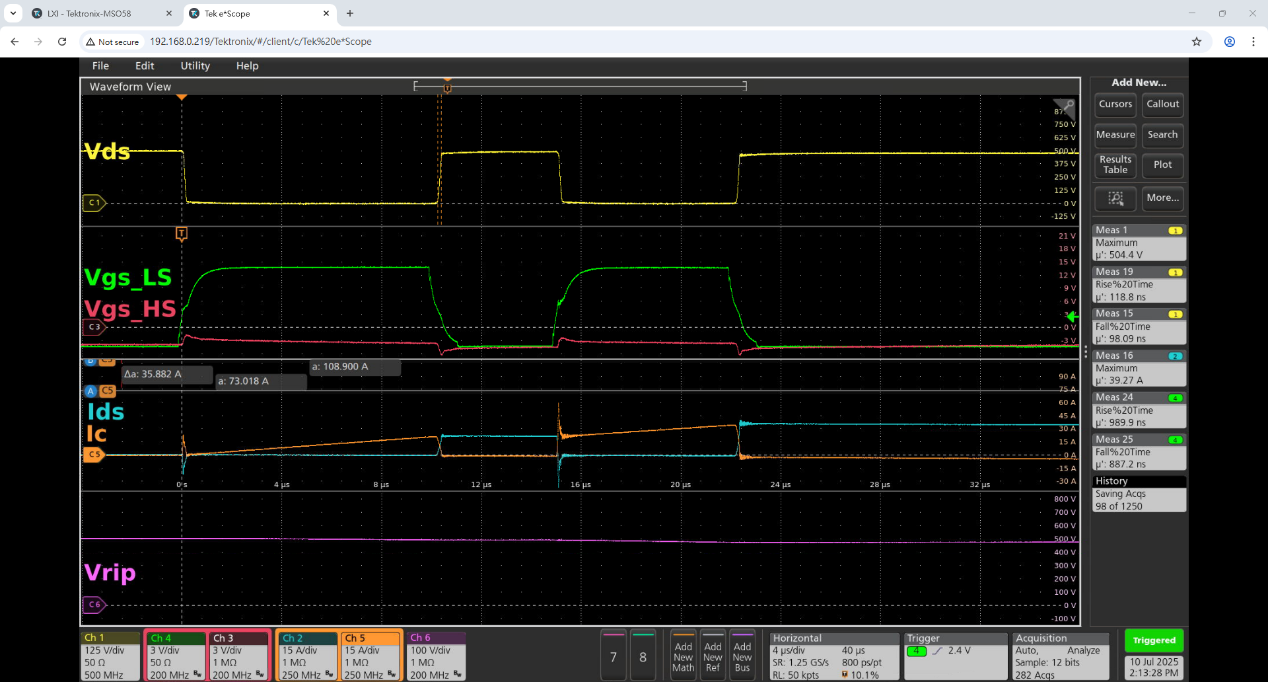 LXI - Tektronix-MSO58
Tek e*Scope
Not secure
192.168.0.219/Tektronix/#/client/c/Tek%20e*Scope
File Edit Utility Help
Waveform View
Vds
C 1
750 V
625 V
500 V
375 V
250 V
125 V
0 V
-125 V
T
Vgs_LS
Vgs_HS
C 3
21 V
18 V
15 V
12 V
9 V
6 V
3 V
0 V
-3 V
B C5
Δa: 35.882 A
a: 73.018 A
a: 108.900 A
A C5
Ids
Ic
C 5
90 A
75 A
60 A
45 A
30 A
15 A
0 A
-15 A
-30 A
0 s 4 µs 8 µs 12 µs 16 µs 20 µs 24 µs 28 µs 32 µs
Vrip
C 6
800 V
700 V
600 V
500 V
400 V
300 V
200 V
100 V
0 V
-100 V
Add New...
Cursors Callout
Measure Search
Results Table Plot
More...
Meas 1 1
Maximum
µ': 504.4 V
Meas 19 1
Rise%20Time
µ': 118.8 ns
Meas 15 1
Fall%20Time
µ': 98.09 ns
Meas 16 2
Maximum
µ': 39.27 A
Meas 24 4
Rise%20Time
µ': 989.9 ns
Meas 25 4
Fall%20Time
µ': 887.2 ns
History
Saving Acqs
98 of 1250
Ch 1
125 V/div
50 Ω
500 MHz
Ch 4
3 V/div
50 Ω
200 MHz
Ch 3
3 V/div
1 MΩ
200 MHz
Ch 2
15 A/div
1 MΩ
250 MHz
Ch 5
15 A/div
1 MΩ
250 MHz
Ch 6
100 V/div
1 MΩ
200 MHz
7
8
Add New Math
Add New Ref
Add New Bus
Horizontal
4 µs/div 40 µs
SR: 1.25 GS/s 800 ps/pt
RL: 50 kpts 10.1%
Trigger
4 2.4 V
Acquisition
Auto, Analyze
Sample: 12 bits
282 Acqs
Triggered
10 Jul 2025
2:13:28 PM